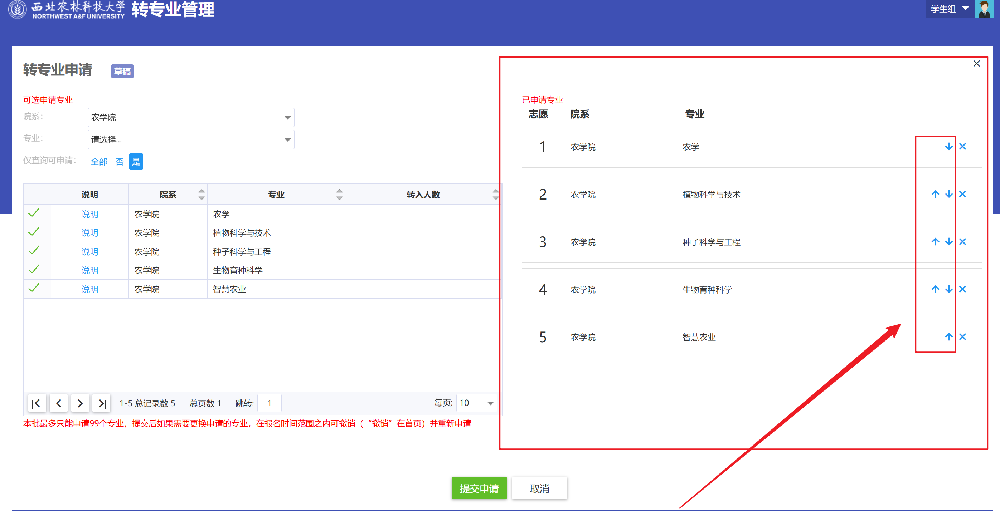 西北农林科技大学
NORTHWEST A&F UNIVERSITY
转专业管理
学生组
转专业申请 草稿
可选申请专业
院系: 农学院
专业: 请选择...
仅查询可申请: 全部 否 是
说明 院系 专业 转入人数
说明 农学院 农学
说明 农学院 植物科学与技术
说明 农学院 种子科学与工程
说明 农学院 生物育种科学
说明 农学院 智慧农业
1-5 总记录数 5 总页数 1 跳转: 1 每页: 10
本批最多只能申请99个专业，提交后如果需要更换申请的专业，在报名时间范围之内可撤销（“撤销”在首页）并重新申请
已申请专业
志愿 院系 专业
1 农学院 农学
2 农学院 植物科学与技术
3 农学院 种子科学与工程
4 农学院 生物育种科学
5 农学院 智慧农业
提交申请 取消